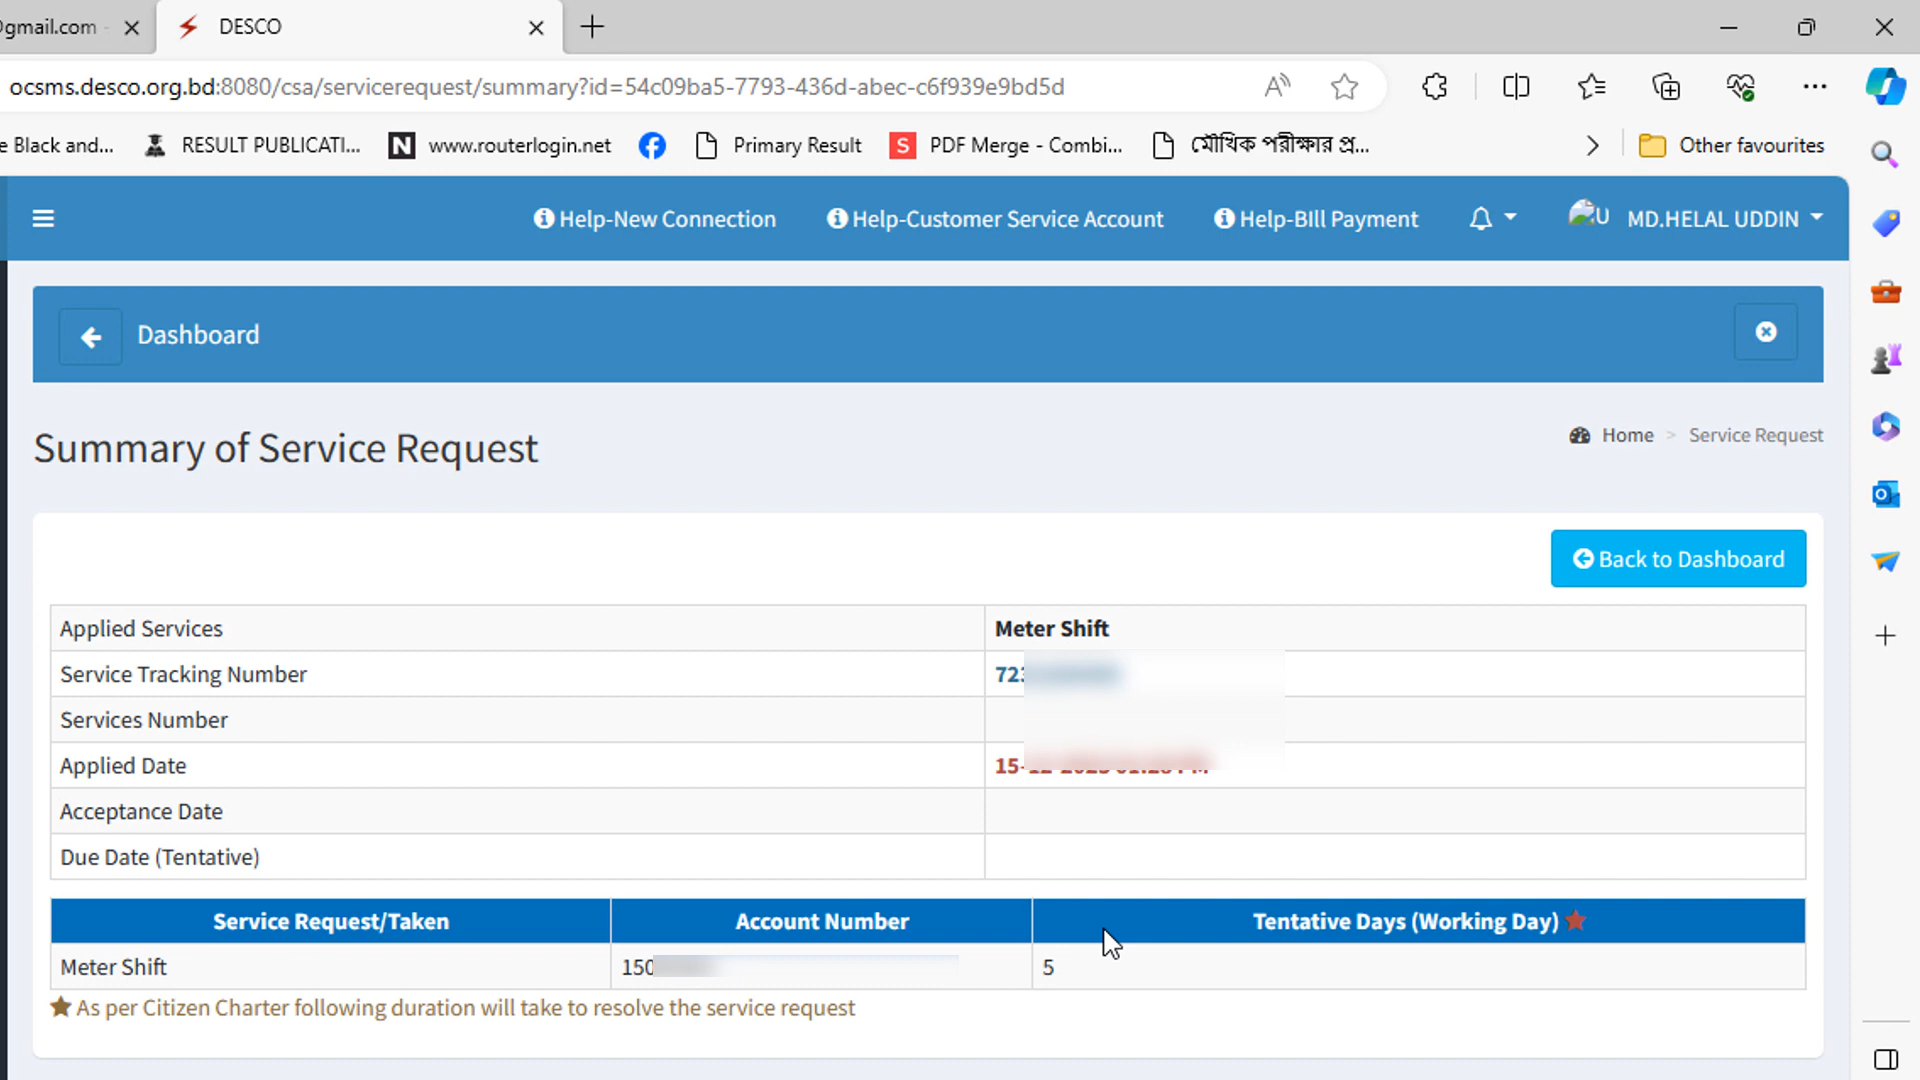 gmail.com -
DESCO
ocsms.desco.org.bd:8080/csa/servicerequest/summary?id=54c09ba5-7793-436d-abec-c6f939e9bd5d
e Black and...
RESULT PUBLICATI...
www.routerlogin.net
Primary Result
PDF Merge - Combi...
মৌখিক পরীক্ষার প্র...
Other favourites
Help-New Connection
Help-Customer Service Account
Help-BIll Payment
U
MD.HELAL UDDIN
Dashboard
Summary of Service Request
Home > Service Request
Back to Dashboard
Applied Services Meter Shift
Service Tracking Number 72
Services Number
Applied Date 15-
Acceptance Date
Due Date (Tentative)
Service Request/Taken Account Number Tentative Days (Working Day)
Meter Shift 150 5
As per Citizen Charter following duration will take to resolve the service request